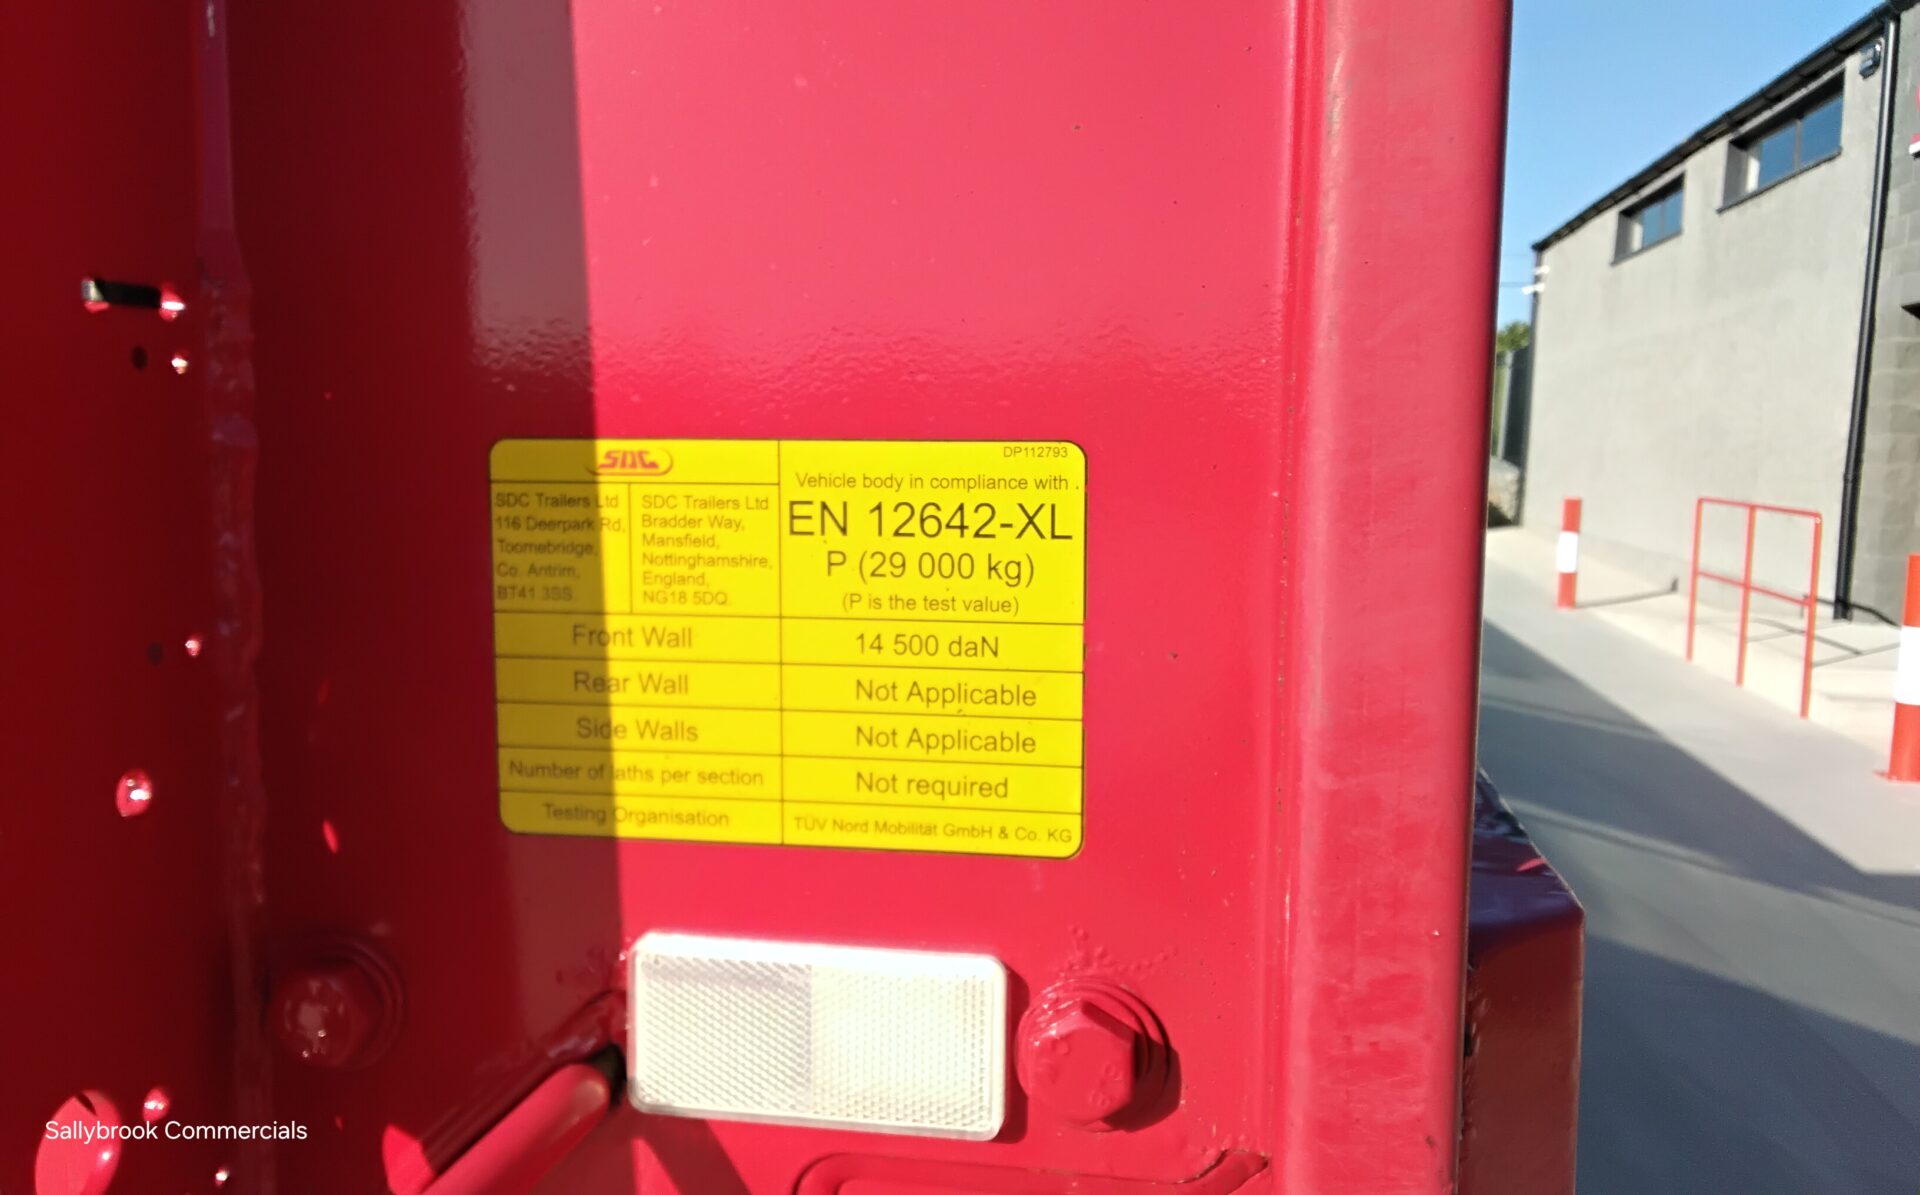 SDC
DP112793
SDC Trailers Ltd
116 Deerpark Rd,
Toomebridge,
Co. Antrim,
BT41 3SS
SDC Trailers Ltd
Bradder Way,
Mansfield,
Nottinghamshire,
England,
NG18 5DQ
Vehicle body in compliance with
EN 12642-XL
P (29 000 kg)
(P is the test value)
Front Wall 14 500 daN
Rear Wall Not Applicable
Side Walls Not Applicable
Number of laths per section Not required
Testing Organisation TÜV Nord Mobilität GmbH & Co. KG
Sallybrook Commercials